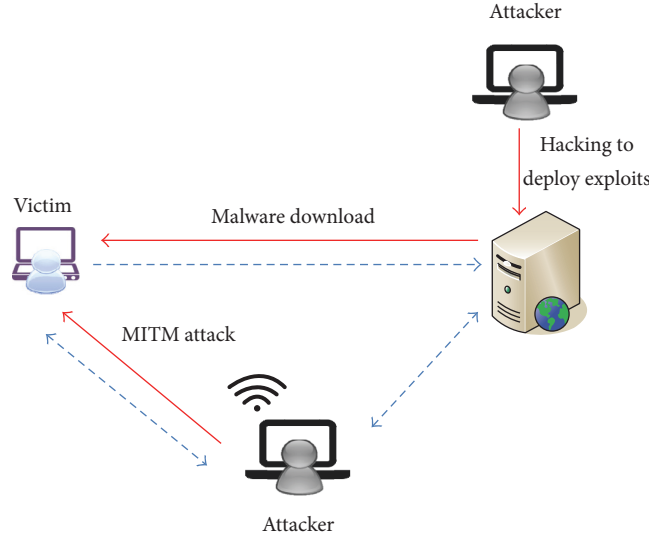 Attacker
Hacking to
deploy exploits
Victim
Malware download
MITM attack
Attacker